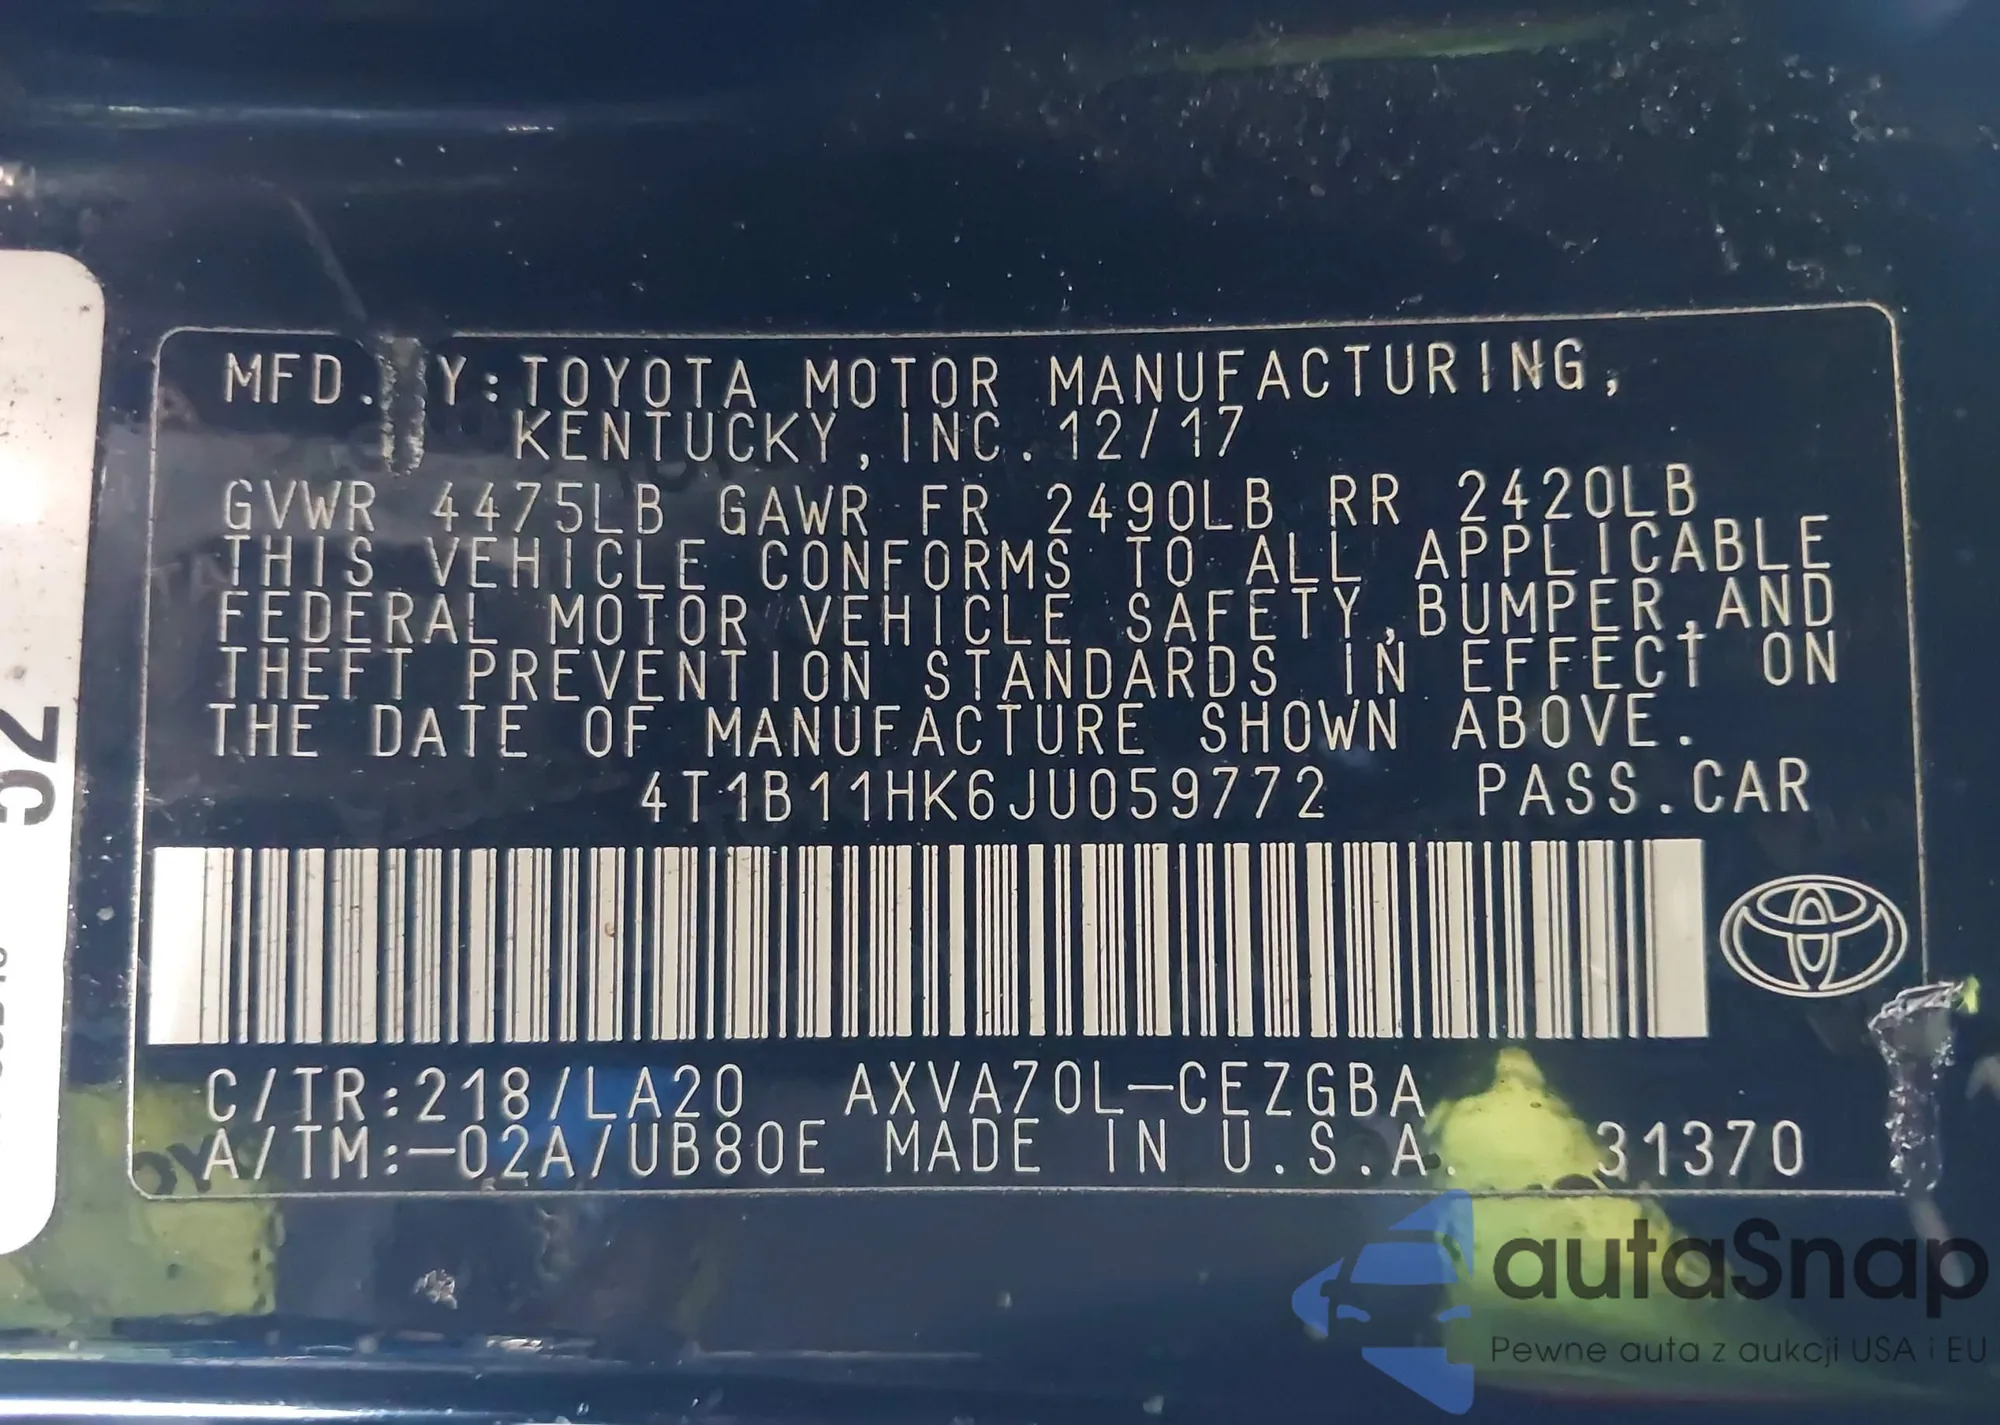 MFD. Y: TOYOTA MOTOR MANUFACTURING,
KENTUCKY, INC. 12/17
GVWR 4475LB GAWR FR 2490LB RR 2420LB
THIS VEHICLE CONFORMS TO ALL APPLICABLE
FEDERAL MOTOR VEHICLE SAFETY, BUMPER, AND
THEFT PREVENTION STANDARDS IN EFFECT ON
THE DATE OF MANUFACTURE SHOWN ABOVE.
4T1B11HK6JU059772 PASS.CAR
C/TR:218/LA20 AXVA70L-CEZGBA
A/TM:-02A/UB80E MADE IN U.S.A. 31370
52
autaSnap
Pewne auta z aukcji USA i EU